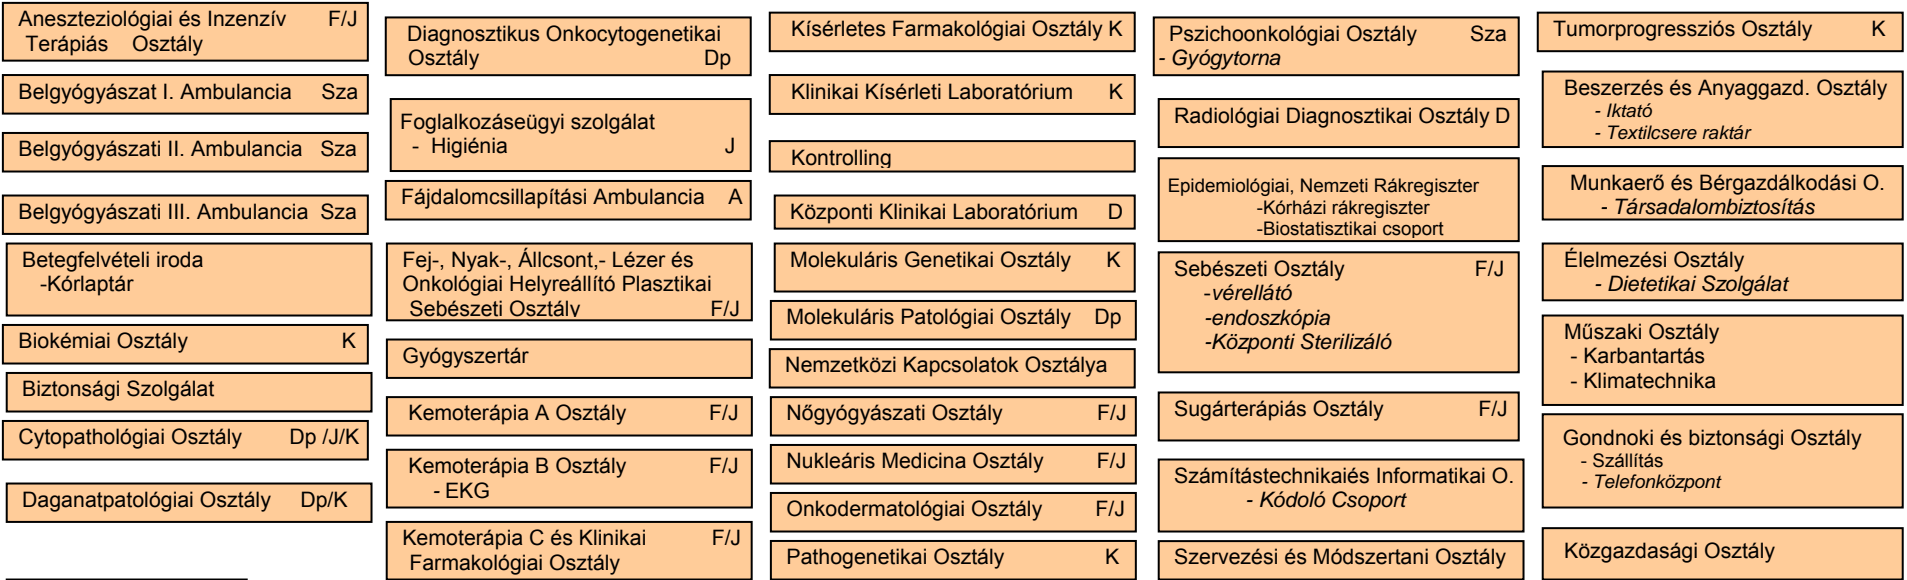 Aneszteziológiai és Inzenzív F/J
Terápiás Osztály
Belgyógyászat I. Ambulancia Sza
Belgyógyászati II. Ambulancia Sza
Belgyógyászati III. Ambulancia Sza
Betegfelvételi iroda
-Kórlaptár
Biokémiai Osztály K
Biztonsági Szolgálat
Cytopathológiai Osztály Dp /J/K
Daganatpatológiai Osztály Dp/K
Diagnosztikus Onkocytogenetikai
Osztály Dp
Foglalkozáseügyi szolgálat
- Higiénia J
Fájdalomcsillapítási Ambulancia A
Fej-, Nyak-, Állcsont,- Lézer és
Onkológiai Helyreállító Plasztikai
Sebészeti Osztály F/J
Gyógyszertár
Kemoterápia A Osztály F/J
Kemoterápia B Osztály F/J
- EKG
Kemoterápia C és Klinikai F/J
Farmakológiai Osztály
Kísérletes Farmakológiai Osztály K
Klinikai Kísérleti Laboratórium K
Kontrolling
Központi Klinikai Laboratórium D
Molekuláris Genetikai Osztály K
Molekuláris Patológiai Osztály Dp
Nemzetközi Kapcsolatok Osztálya
Nőgyógyászati Osztály F/J
Nukleáris Medicina Osztály F/J
Onkodermatológiai Osztály F/J
Pathogenetikai Osztály K
Pszichoonkológiai Osztály Sza
- Gyógytorna
Radiológiai Diagnosztikai Osztály D
Epidemiológiai, Nemzeti Rákregiszter
-Kórházi rákregiszter
-Biostatisztikai csoport
Sebészeti Osztály F/J
-vérellátó
-endoszkópia
-Központi Sterilizáló
Sugárterápiás Osztály F/J
Számítástechnikaiés Informatikai O.
- Kódoló Csoport
Szervezési és Módszertani Osztály
Tumorprogressziós Osztály K
Beszerzés és Anyaggazd. Osztály
- Iktató
- Textilcsere raktár
Munkaerő és Bérgazdálkodási O.
- Társadalombiztosítás
Élelmezési Osztály
- Dietetikai Szolgálat
Műszaki Osztály
- Karbantartás
- Klimatechnika
Gondnoki és biztonsági Osztály
- Szállítás
- Telefonközpont
Közgazdasági Osztály